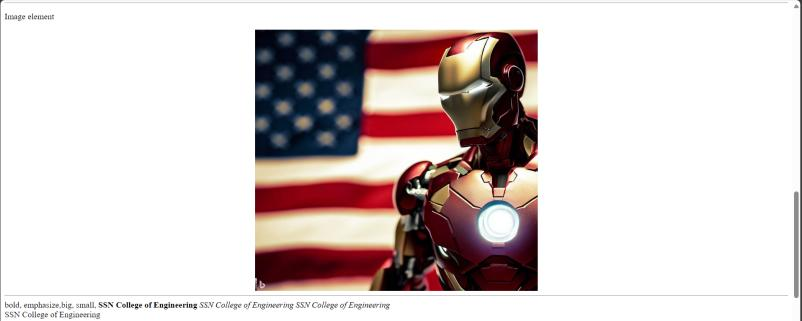 Image element
b
bold, emphasize,big, small, SSN College of Engineering SSN College of Engineering SSN College of Engineering
SSN College of Engineering